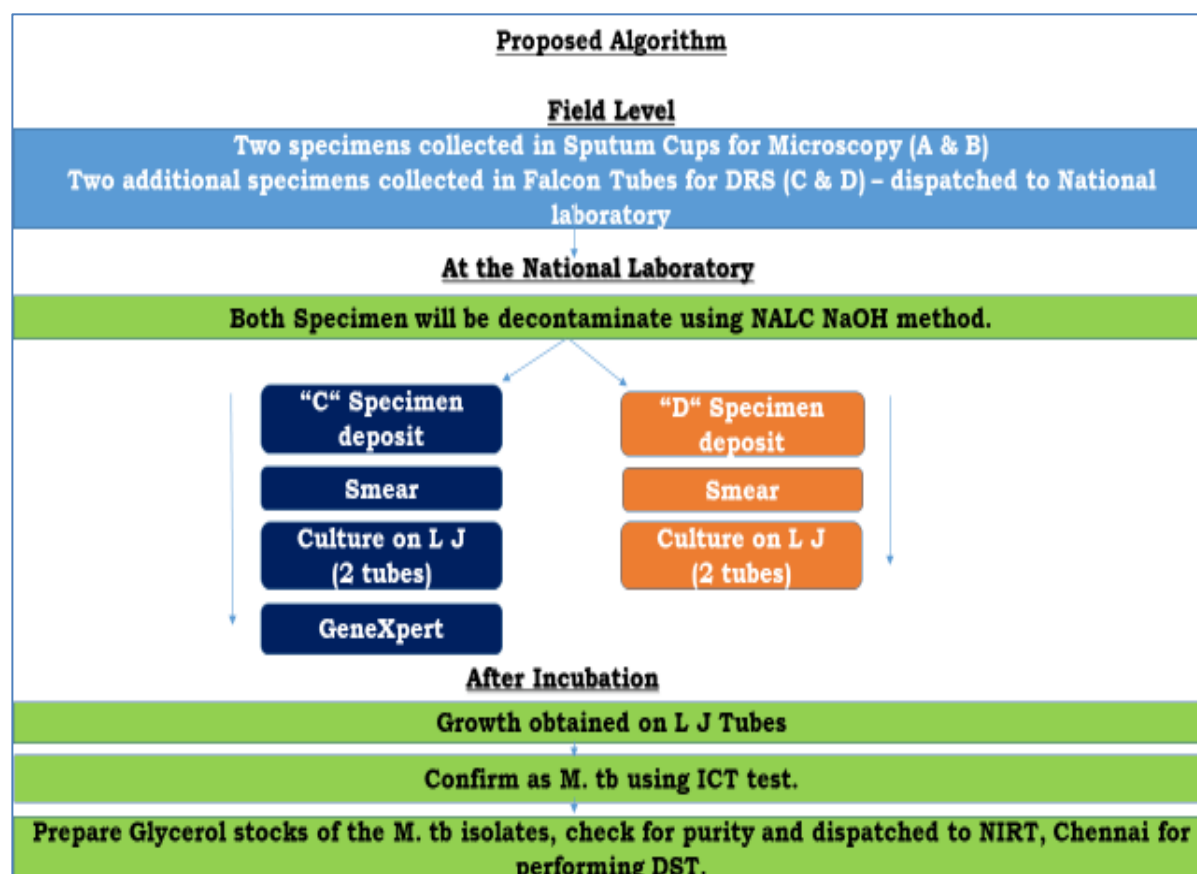 Proposed Algorithm
Field Level
Two specimens collected in Sputum Cups for Microscopy (A & B)
Two additional specimens collected in Falcon Tubes for DRS (C & D) – dispatched to National
laboratory
At the National Laboratory
Both Specimen will be decontaminate using NALC NaOH method.
“C“ Specimen
deposit
Smear
Culture on L J
(2 tubes)
GeneXpert
“D“ Specimen
deposit
Smear
Culture on L J
(2 tubes)
After Incubation
Growth obtained on L J Tubes
Confirm as M. tb using ICT test.
Prepare Glycerol stocks of the M. tb isolates, check for purity and dispatched to NIRT, Chennai for
performing DST.